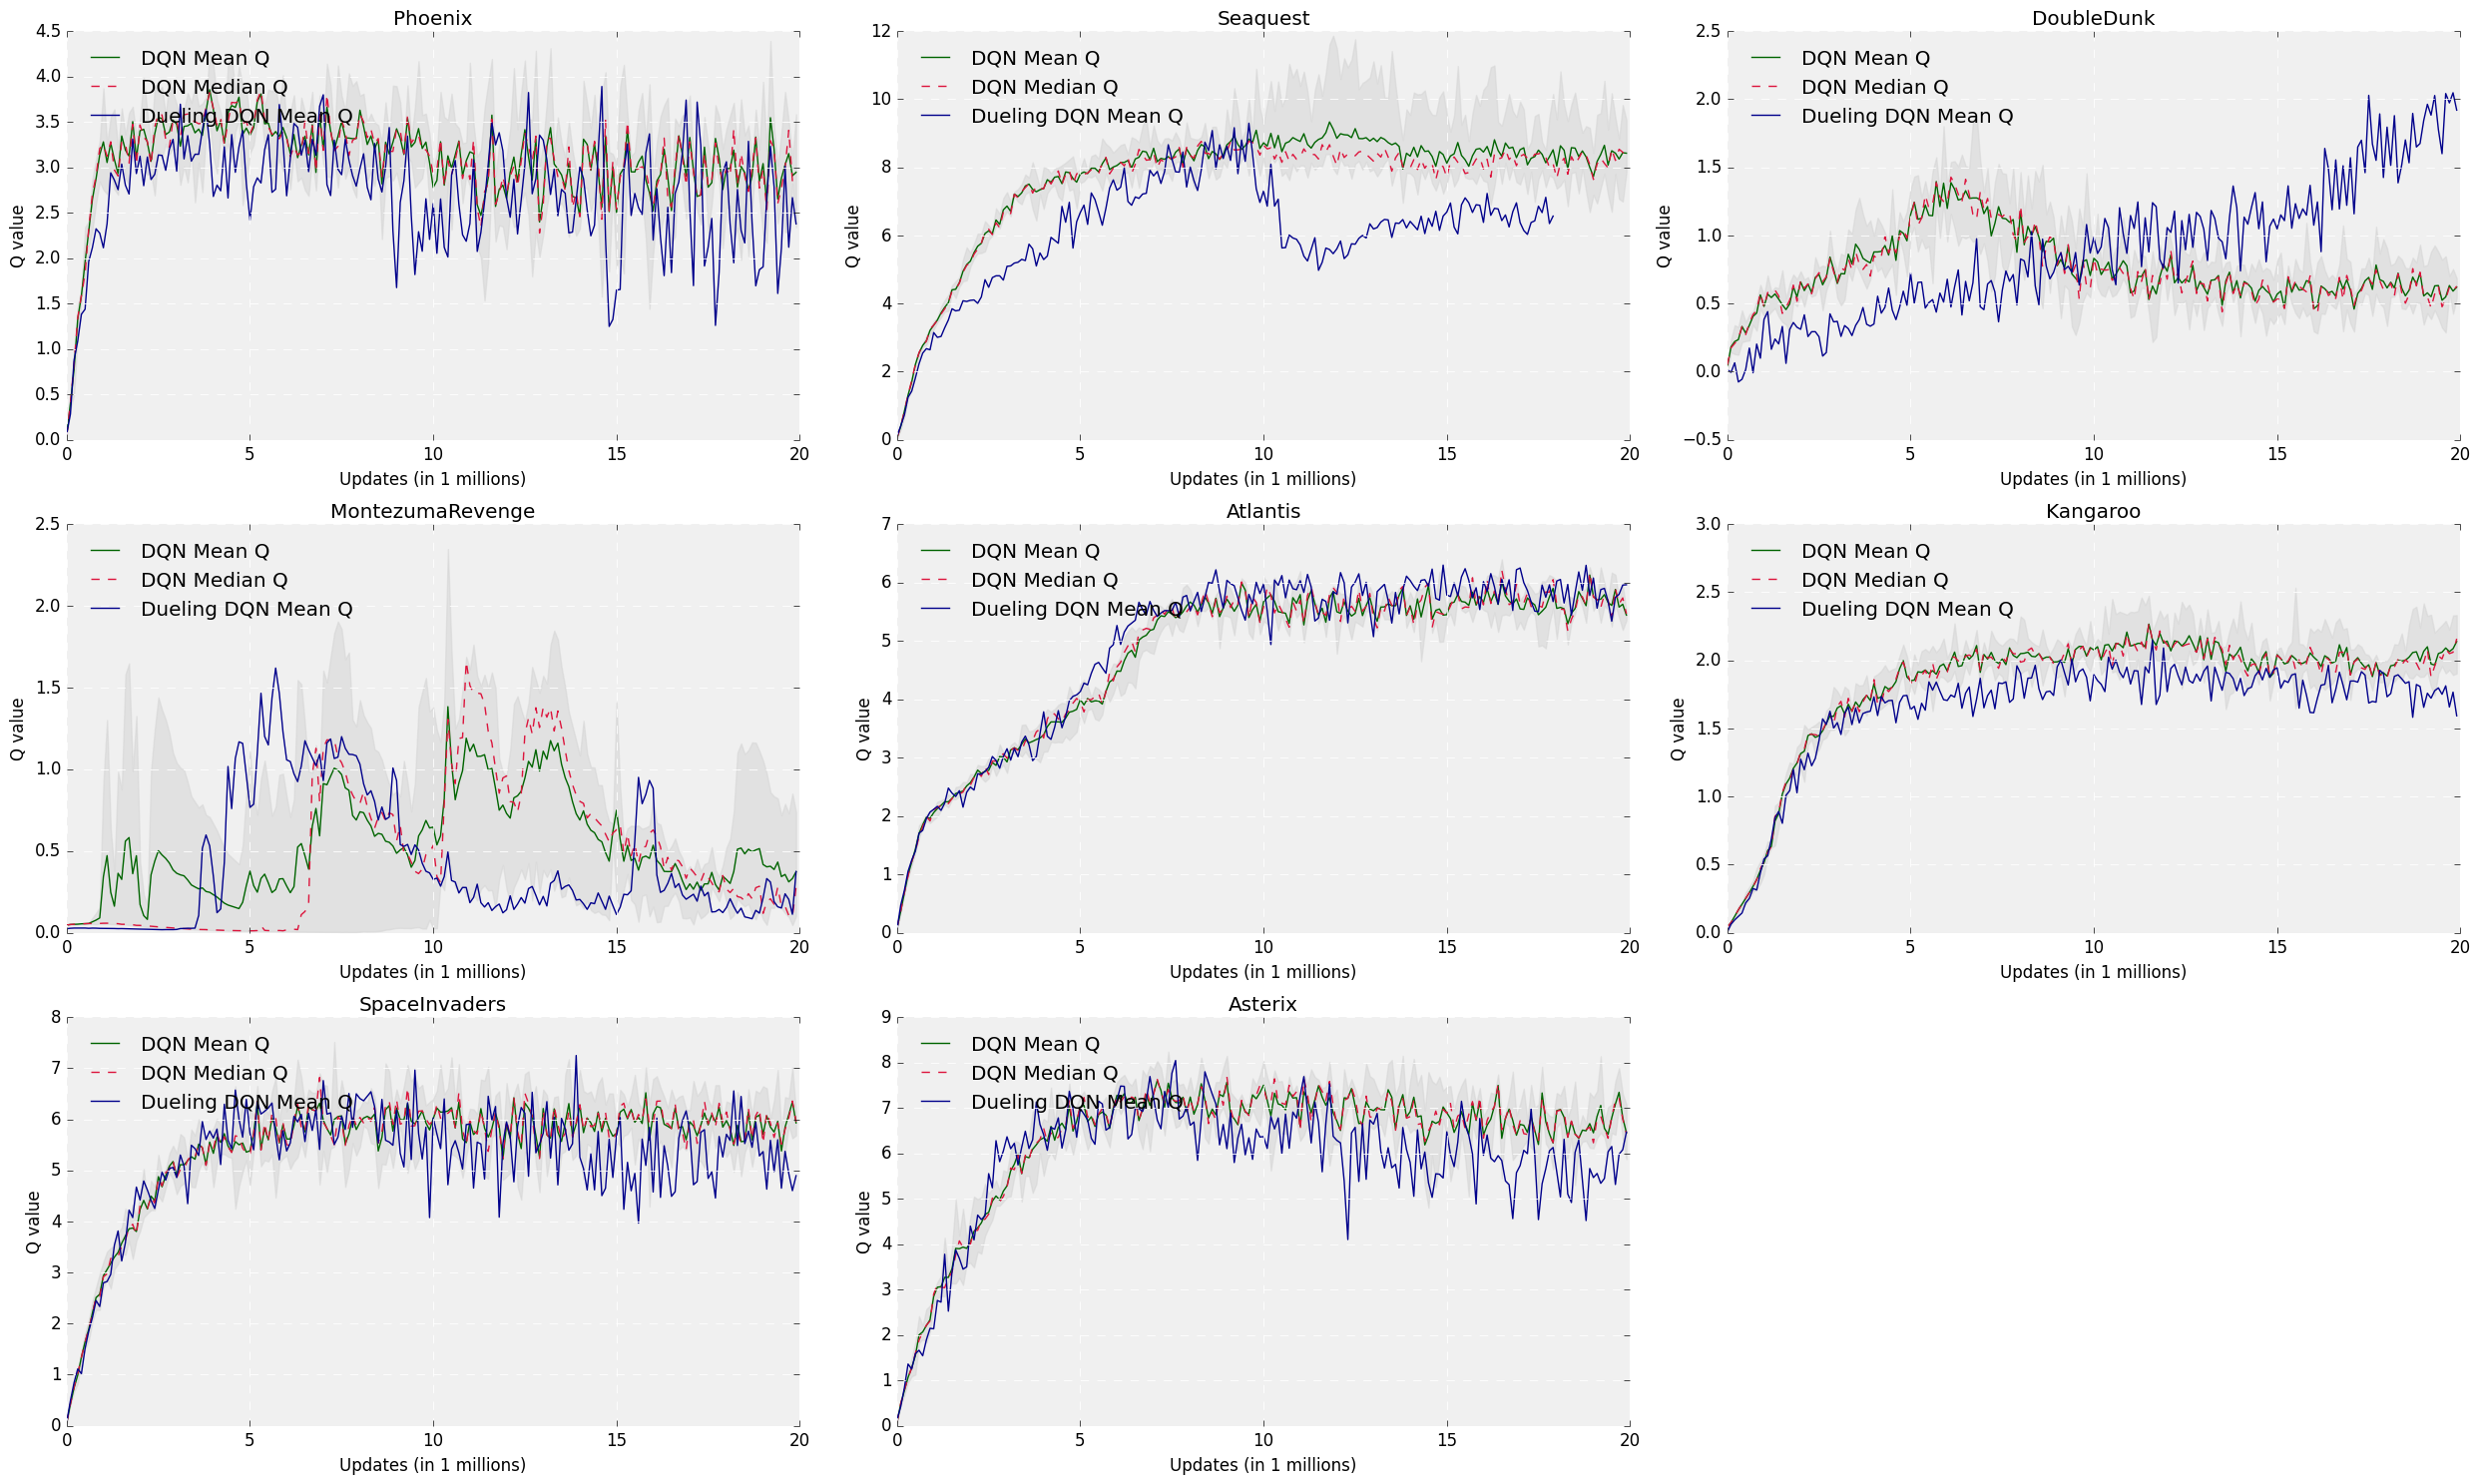 Phoenix
4.5
4.0
3.5
3.0
2.5
2.0
1.5
1.0
0.5
0.0
Q value
DQN Mean Q
DQN Median Q
Dueling DQN Mean Q
0 5 10 15 20
Updates (in 1 millions)
Seaquest
12
10
8
6
4
2
0
Q value
DQN Mean Q
DQN Median Q
Dueling DQN Mean Q
0 5 10 15 20
Updates (in 1 millions)
DoubleDunk
2.5
2.0
1.5
1.0
0.5
0.0
−0.5
Q value
DQN Mean Q
DQN Median Q
Dueling DQN Mean Q
0 5 10 15 20
Updates (in 1 millions)
MontezumaRevenge
2.5
2.0
1.5
1.0
0.5
0.0
Q value
DQN Mean Q
DQN Median Q
Dueling DQN Mean Q
0 5 10 15 20
Updates (in 1 millions)
Atlantis
7
6
5
4
3
2
1
0
Q value
DQN Mean Q
DQN Median Q
Dueling DQN Mean Q
0 5 10 15 20
Updates (in 1 millions)
Kangaroo
3.0
2.5
2.0
1.5
1.0
0.5
0.0
Q value
DQN Mean Q
DQN Median Q
Dueling DQN Mean Q
0 5 10 15 20
Updates (in 1 millions)
SpaceInvaders
8
7
6
5
4
3
2
1
0
Q value
DQN Mean Q
DQN Median Q
Dueling DQN Mean Q
0 5 10 15 20
Updates (in 1 millions)
Asterix
9
8
7
6
5
4
3
2
1
0
Q value
DQN Mean Q
DQN Median Q
Dueling DQN Mean Q
0 5 10 15 20
Updates (in 1 millions)